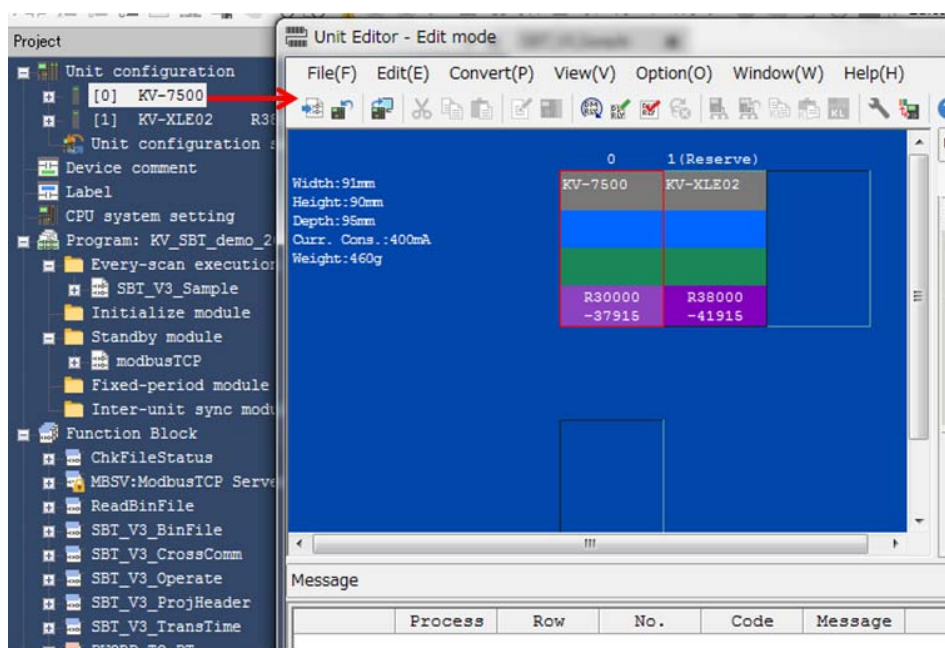 Project
Unit configuration
[0] KV-7500
[1] KV-XLE02 R38
Unit configuration s
Device comment
Label
CPU system setting
Program: KV_SBT_demo_2
Every-scan execution
SBT_V3_Sample
Initialize module
Standby module
modbusTCP
Fixed-period module
Inter-unit sync modu
Function Block
ChkFileStatus
MBSV:ModbusTCP Serve
ReadBinFile
SBT_V3_BinFile
SBT_V3_CrossComm
SBT_V3_Operate
SBT_V3_ProjHeader
SBT_V3_TransTime
Unit Editor - Edit mode
File(F) Edit(E) Convert(P) View(V) Option(O) Window(W) Help(H)
0 1(Reserve)
Width:91mm
Height:90mm
Depth:95mm
Curr. Cons.:400mA
Weight:460g
KV-7500 KV-XLE02
R30000 R38000
-37915 -41915
Message
Process Row No. Code Message